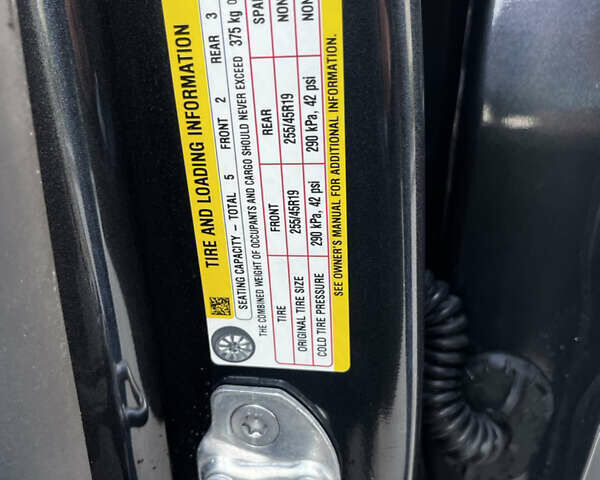 TIRE AND LOADING INFORMATION
SEATING CAPACITY – TOTAL 5 FRONT 2 REAR 3
THE COMBINED WEIGHT OF OCCUPANTS AND CARGO SHOULD NEVER EXCEED 375 kg
TIRE FRONT REAR
ORIGINAL TIRE SIZE 255/45R19 255/45R19
COLD TIRE PRESSURE 290 kPa, 42 psi 290 kPa, 42 psi
SEE OWNER'S MANUAL FOR ADDITIONAL INFORMATION.